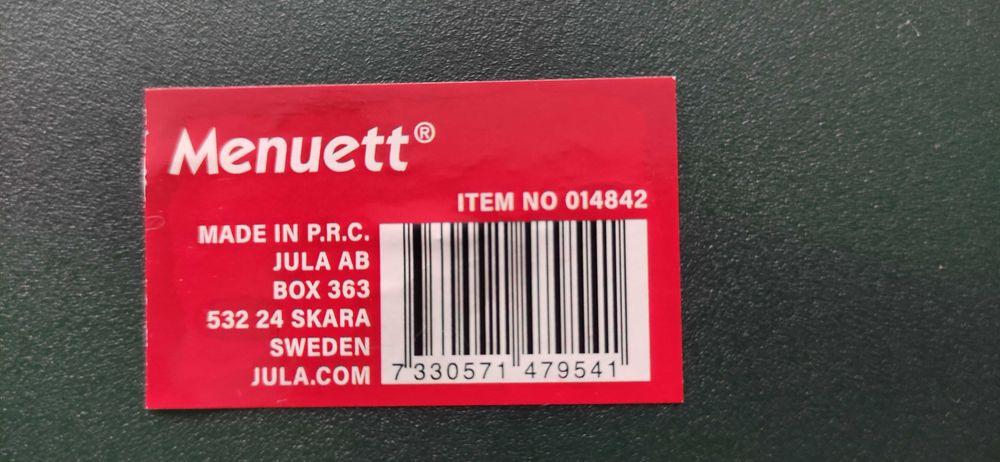 Menuett®
ITEM NO 014842
MADE IN P.R.C.
JULA AB
BOX 363
532 24 SKARA
SWEDEN
JULA.COM
7 330571 479541